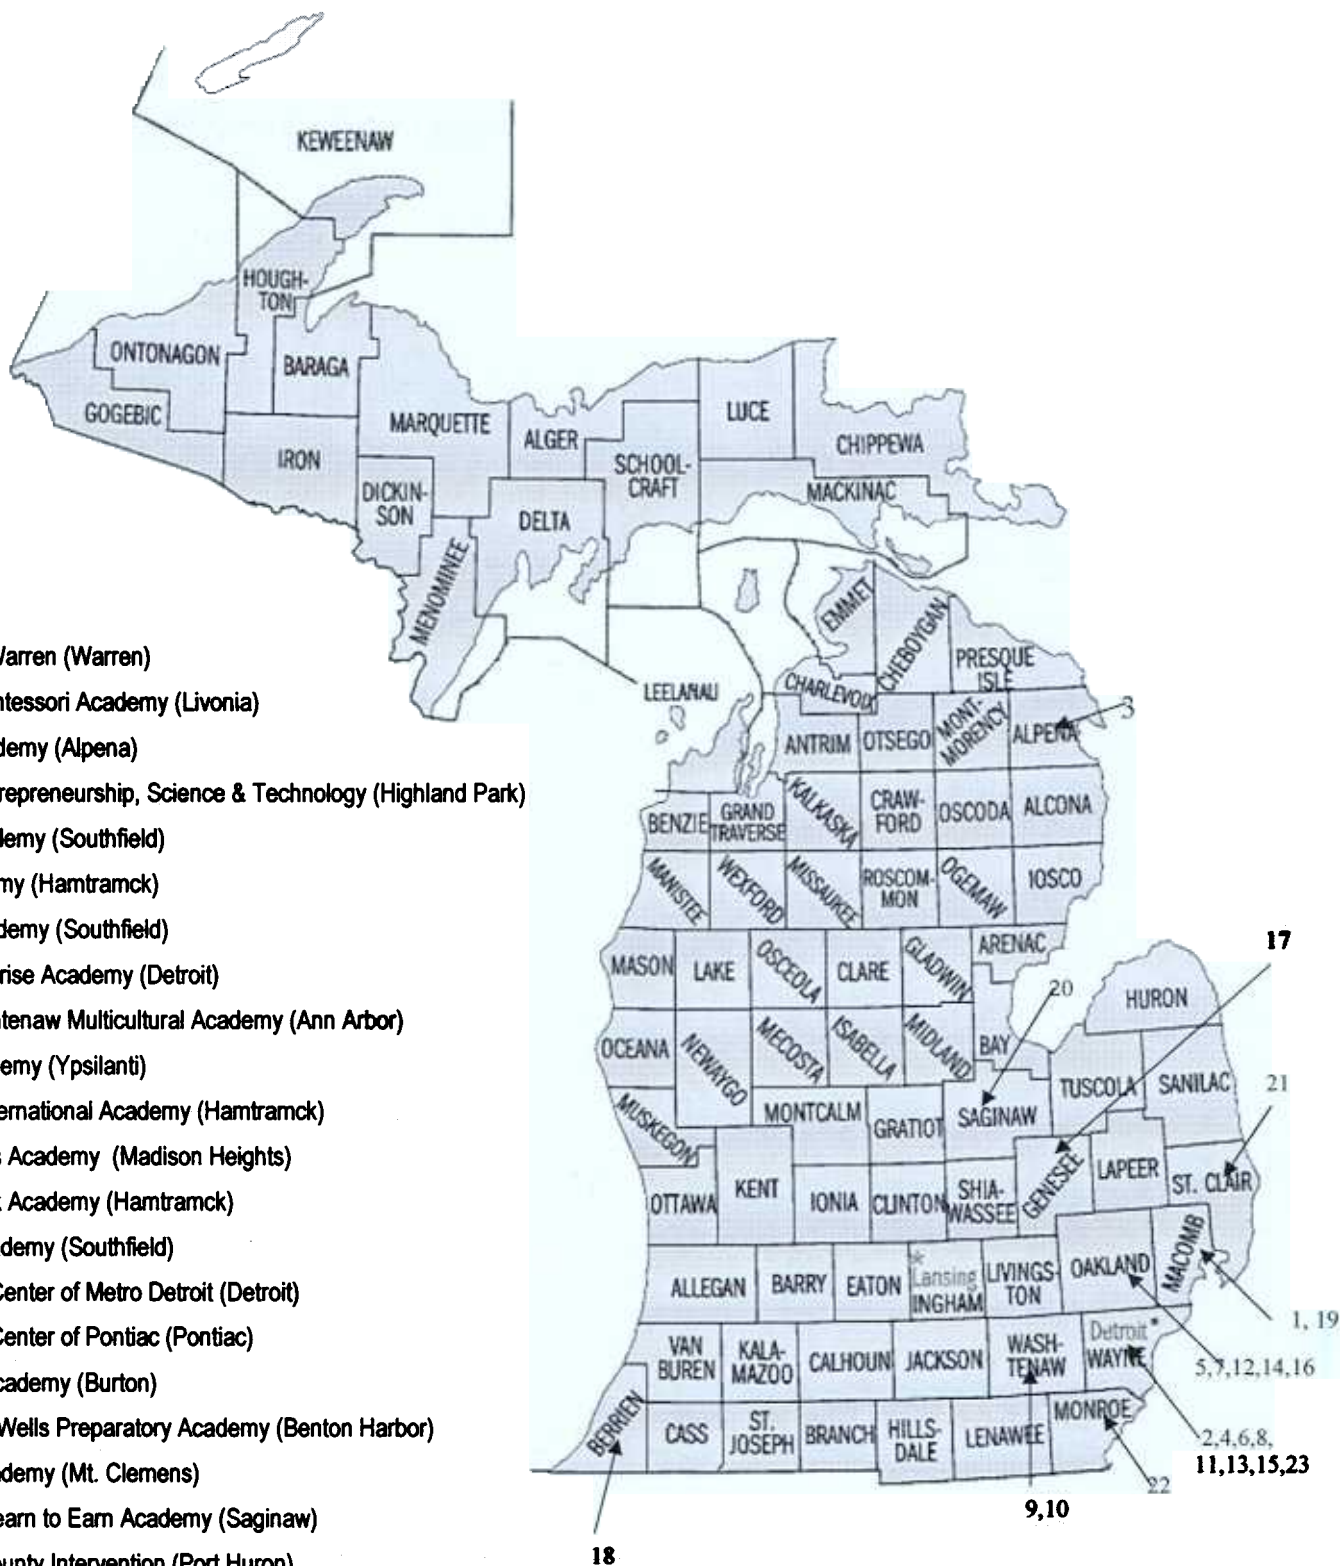 KEWEENAW
HOUGH-
TON
ONTONAGON
BARAGA
GOGEBIC
MARQUETTE
LUCE
ALGER
CHIPPEWA
IRON
SCHOOL-
CRAFT
DICKIN-
SON
MACKINAC
DELTA
MENOMINEE
EMMET
CHEBOYGAN
PRESQUE
ISLE
CHARLEVOIX
LEELANAU
3
ANTRIM
OTSEGO
MONT-
MORENCY
ALPENA
BENZIE
GRAND
TRAVERSE
KALKASKA
CRAW-
FORD
OSCODA
ALCONA
MANISTEE
WEXFORD
MISSAUKEE
ROSCOM-
MON
OGEMAW
IOSCO
MASON
LAKE
OSCEOLA
CLARE
GLADWIN
ARENAC
17
20
HURON
OCEANA
NEWAYGO
MECOSTA
ISABELLA
MIDLAND
BAY
TUSCOLA
SANILAC
21
MUSKEGON
MONTCALM
GRATIOT
SAGINAW
OTTAWA
KENT
IONIA
CLINTON
SHIA-
WASSEE
GENESEE
LAPEER
ST. CLAIR
ALLEGAN
BARRY
EATON
*
Lansing
INGHAM
LIVINGS-
TON
OAKLAND
MACOMB
1, 19
VAN
BUREN
KALA-
MAZOO
CALHOUN
JACKSON
WASH-
TENAW
Detroit *
WAYNE
5,7,12,14,16
BERRIEN
CASS
ST.
JOSEPH
BRANCH
HILLS-
DALE
LENAWEE
MONROE
2,4,6,8,
11,13,15,23
22
9,10
18
Warren (Warren)
ntessori Academy (Livonia)
demy (Alpena)
repreneurship, Science & Technology (Highland Park)
demy (Southfield)
my (Hamtramck)
demy (Southfield)
rise Academy (Detroit)
tenaw Multicultural Academy (Ann Arbor)
emy (Ypsilanti)
ernational Academy (Hamtramck)
s Academy (Madison Heights)
k Academy (Hamtramck)
demy (Southfield)
Center of Metro Detroit (Detroit)
Center of Pontiac (Pontiac)
cademy (Burton)
Wells Preparatory Academy (Benton Harbor)
demy (Mt. Clemens)
earn to Earn Academy (Saginaw)
ounty Intervention (Port Huron)